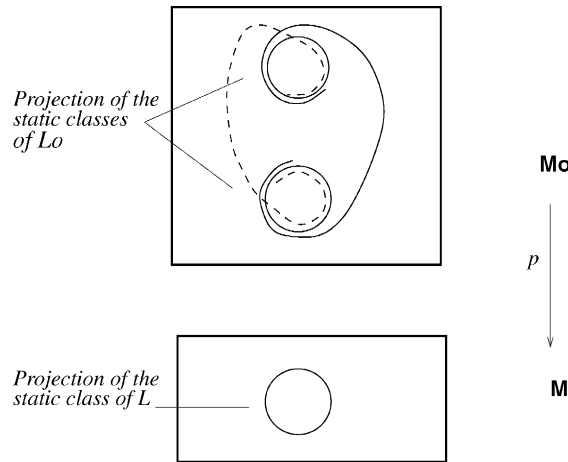 Projection of the
static classes
of Lo
Mo
p
Projection of the
static class of L
M